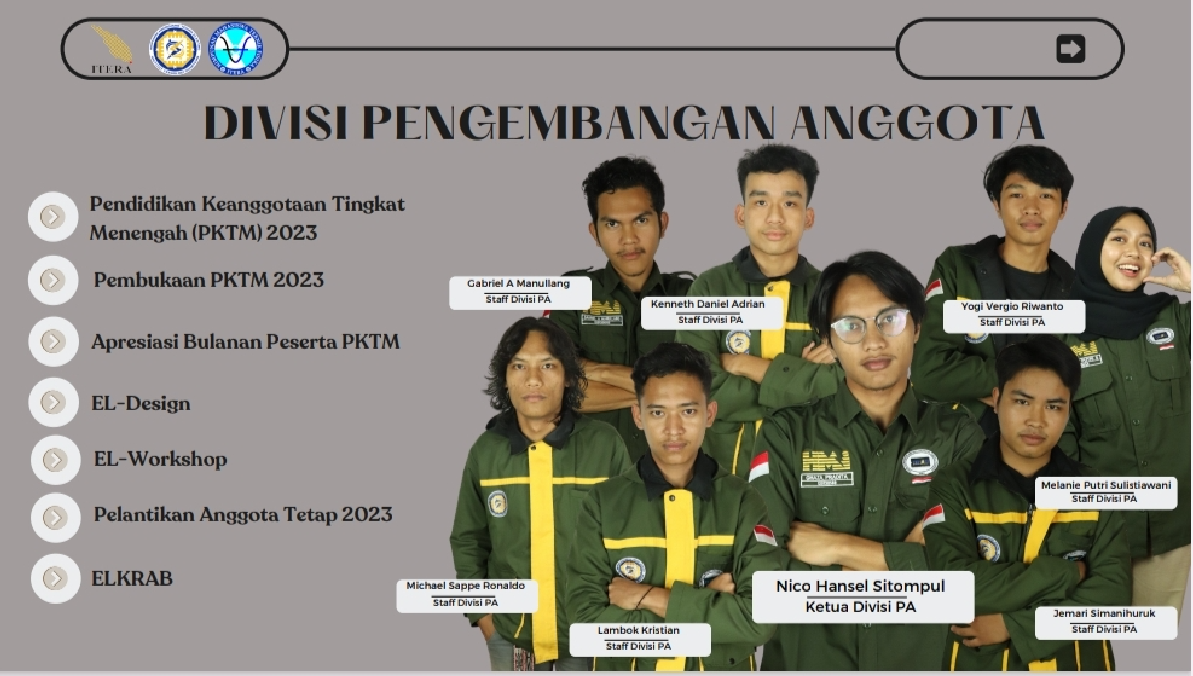 ITERA
DIVISI PENGEMBANGAN ANGGOTA
Pendidikan Keanggotaan Tingkat
Menengah (PKTM) 2023
Pembukaan PKTM 2023
Apresiasi Bulanan Peserta PKTM
EL-Design
EL-Workshop
Pelantikan Anggota Tetap 2023
ELKRAB
Gabriel A Manullang
Staff Divisi PA
Kenneth Daniel Adrian
Staff Divisi PA
Yogi Vergio Riwanto
Staff Divisi PA
Melanie Putri Sulistiawani
Staff Divisi PA
Michael Sappe Ronaldo
Staff Divisi PA
Nico Hansel Sitompul
Ketua Divisi PA
Lambok Kristian
Staff Divisi PA
Jemari Simanihuruk
Staff Divisi PA